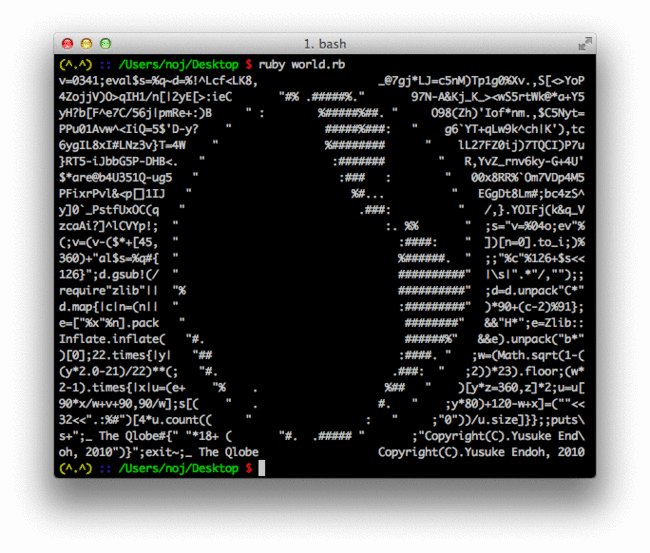 1. bash
(^.^) :: /Users/noj/Desktop $ ruby world.rb
v=0341;eval$s=%q~d=%!^Lcf<LK8, _@7gj*LJ=c5nM)Tp1g0%Xv.,S[<>YoP
4ZojjV)O>qIH1/n[|2yE[>:ieC "#% .#####%." 97N-A&Kj_K_><wS5rtWk@*a+Y5
yH?b[F^e7C/56j|pmRe+:)B " : %#####%##. " O98(Zh)'Iof*nm.,$C5Nyt=
PPu01Avw^<IiQ=5$'D-y? " #####%###: " g6`YT+qLw9k^ch|K'),tc
6ygIL8xI#LNz3v}T=4W " %######## " lL27FZ0ij)7TQCI)P7u
}RT5-iJbbG5P-DHB<. " :####### " R,YvZ_rnv6ky-G+4U'
$*are@b4U351Q-ug5 " :### : " 00x8RR%`Om7VDp4M5
PFixrPvl&<p[]1IJ " %#... " EGgDt8Lm#;bc4zS^
y]0`_PstfUxOC(q " .###: " /,}.YOIFj(k&q_V
zcaAi?]^lCVYp!; " :. %% " ;s="v=%04o;ev"%
(;v=(v-($*+[45, " :####: " ])[n=0].to_i;)%
360)+"al$s=%q#{ " %######. " ;;"%c"%126+$s<<
126}";d.gsub!(/ " ########## " |\s|".*"/,"");;
require"zlib"|| "% ########## " ;d=d.unpack"C*"
d.map{|c|n=(n|| " ########## " )*90+(c-2)%91};
e=["%x"%n].pack " ######## " &&"H*";e=Zlib::
Inflate.inflate( "#. ######% " &&e).unpack("b*"
)[0];22.times{|y| "## :####. " ;w=(Math.sqrt(1-(
(y*2.0-21)/22)**(; "#. .###: " ;2))*23).floor;(w*
2-1).times{|x|u=(e+ "% . %## " )[y*z=360,z]*2;u=u[
90*x/w+v+90,90/w];s[( " . #. " ;y*80)+120-w+x]=(""<<
32<<".:%#")[4*u.count(( " : " ;"0"))/u.size]}};;puts\
s+";_ The Qlobe#{" "*18+ ( "#. .##### " ;"Copyright(C).Yusuke End\
oh, 2010")}";exit~;_ The Qlobe Copyright(C).Yusuke Endoh, 2010
(^.^) :: /Users/noj/Desktop $